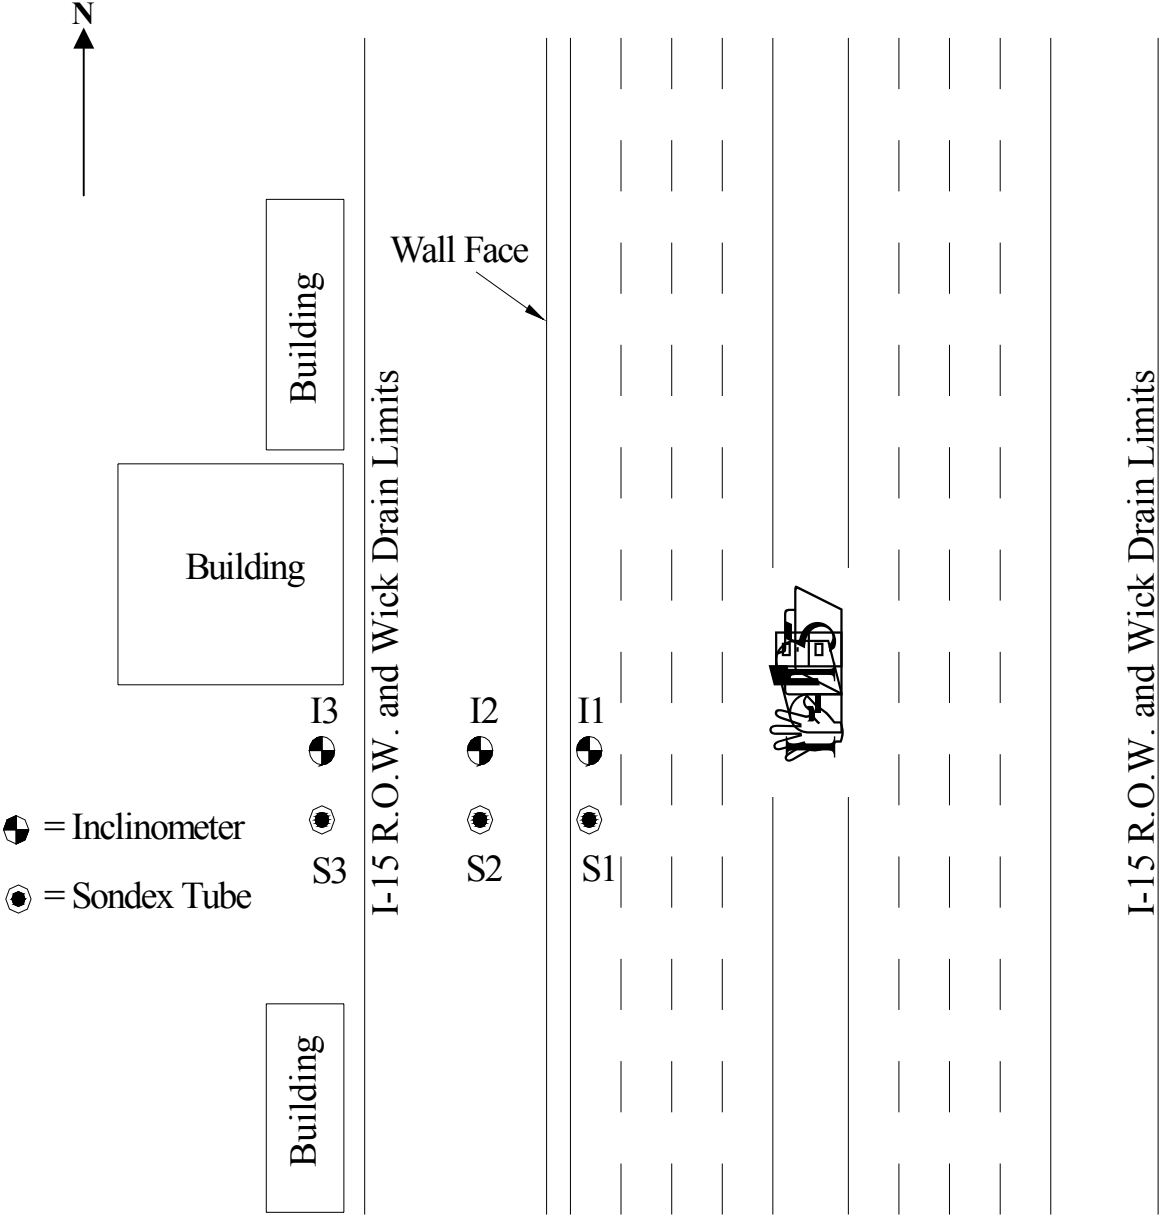 N
Wall Face
Building
I-15 R.O.W. and Wick Drain Limits
I-15 R.O.W. and Wick Drain Limits
Building
I3
I2
I1
= Inclinometer
S3
S2
S1
= Sondex Tube
Building